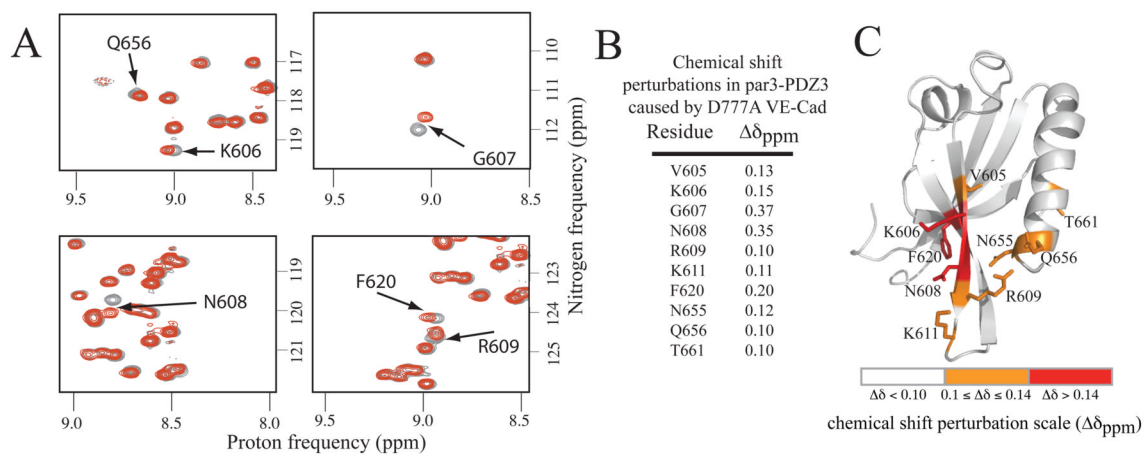 A
Q656
K606
117
118
119
9.5
9.0
8.5
G607
110
111
112
9.5
9.0
8.5
N608
119
120
121
9.0
8.5
8.0
F620
R609
123
124
125
9.5
9.0
8.5
Proton frequency (ppm)
Nitrogen frequency (ppm)
B
Chemical shift
perturbations in par3-PDZ3
caused by D777A VE-Cad
Residue Δδppm
V605 0.13
K606 0.15
G607 0.37
N608 0.35
R609 0.10
K611 0.11
F620 0.20
N655 0.12
Q656 0.10
T661 0.10
C
V605
T661
K606
N655
F620
Q656
N608
R609
K611
Δδ < 0.10 0.1 ≤ Δδ ≤ 0.14 Δδ > 0.14
chemical shift perturbation scale (Δδppm)